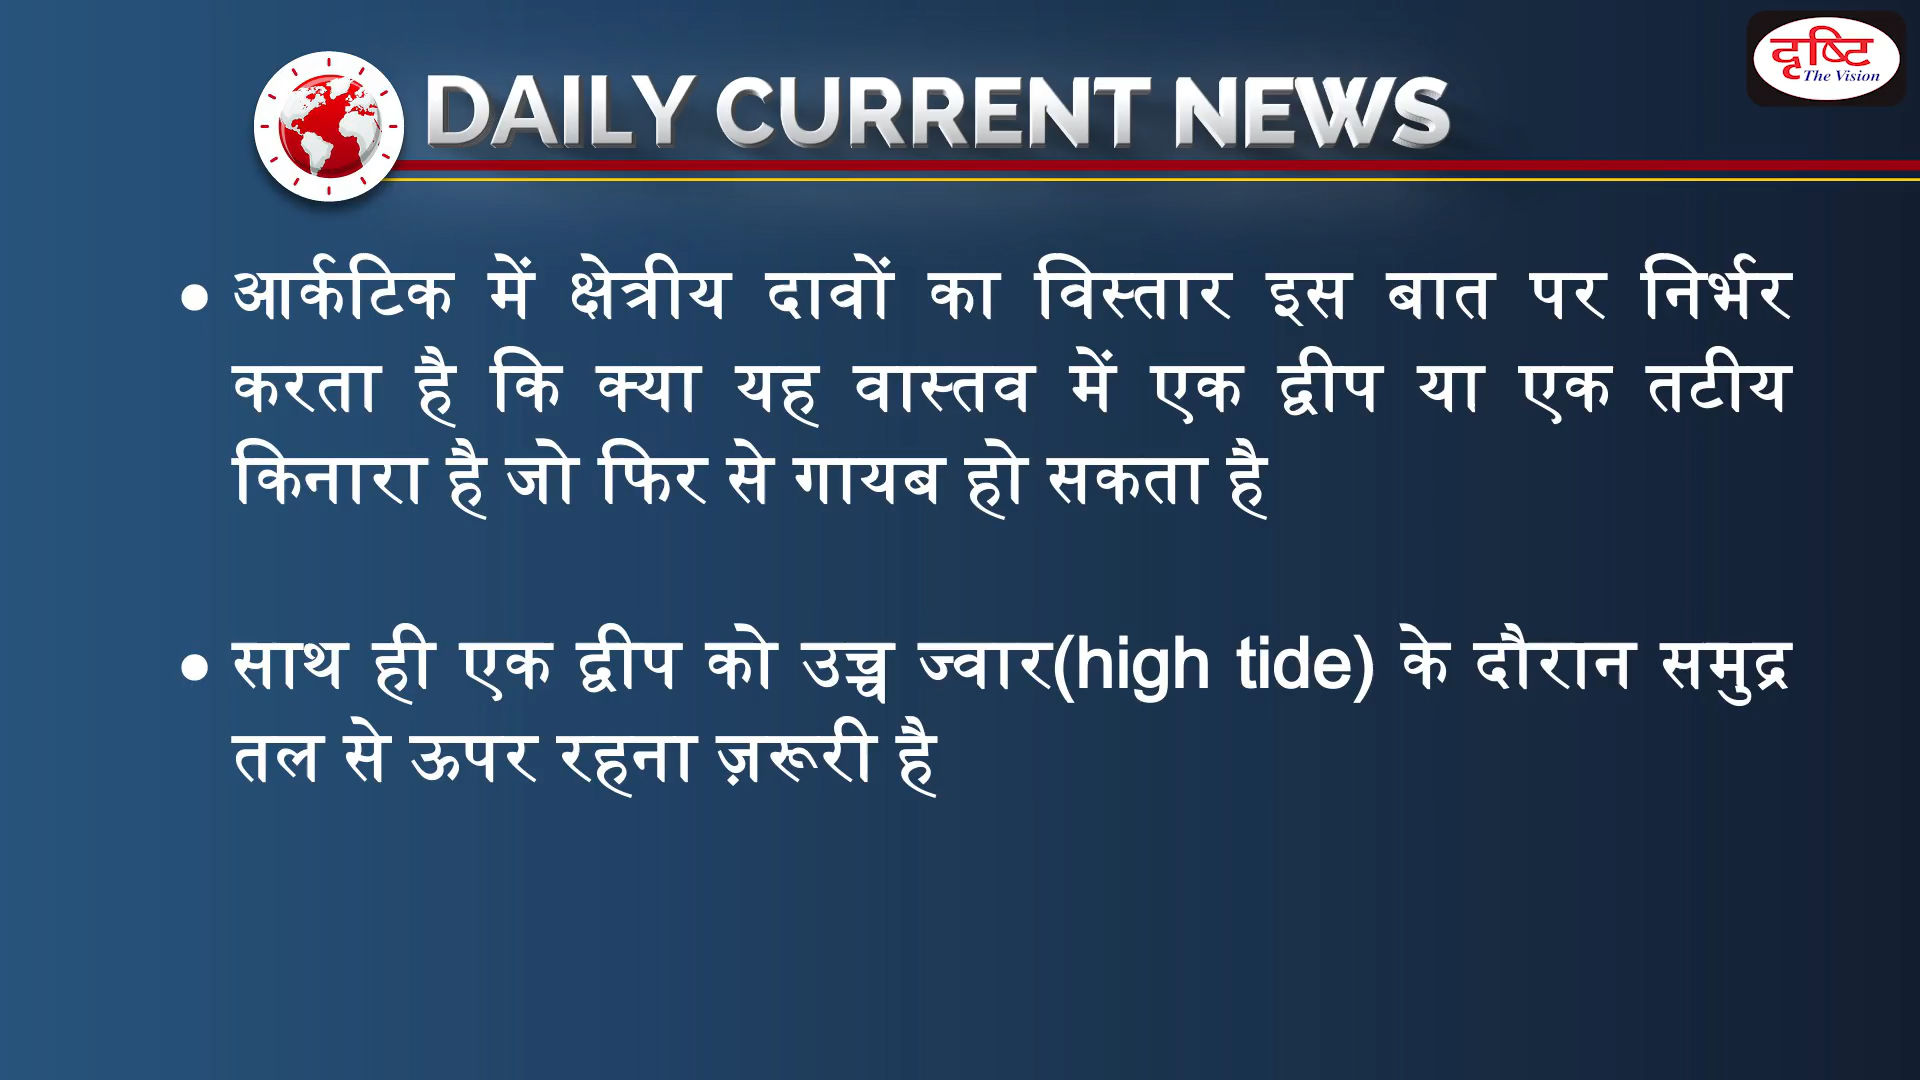 DAILY CURRENT NEWS
दृष्टि
The Vision
• आर्कटिक में क्षेत्रीय दावों का विस्तार इस बात पर निर्भर
करता है कि क्या यह वास्तव में एक द्वीप या एक तटीय
किनारा है जो फिर से गायब हो सकता है
• साथ ही एक द्वीप को उच्च ज्वार(high tide) के दौरान समुद्र
तल से ऊपर रहना ज़रूरी है